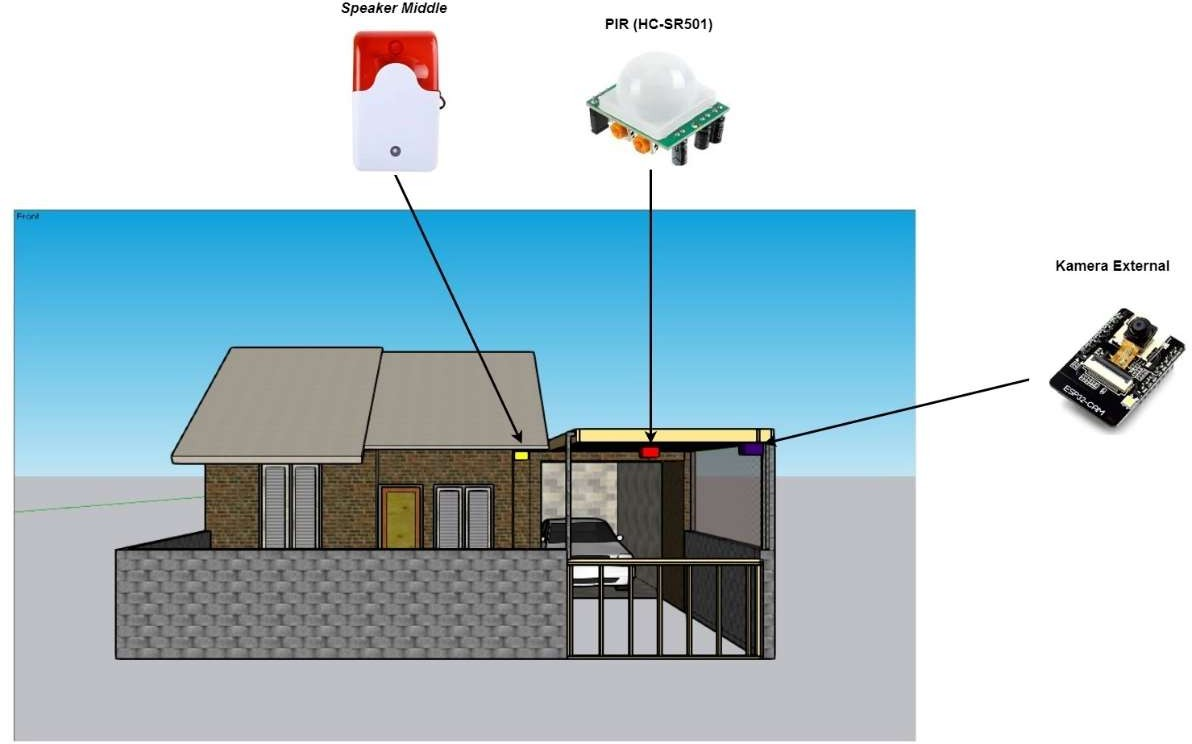 Speaker Middle
PIR (HC-SR501)
Front
Kamera External
ESP32-CAM